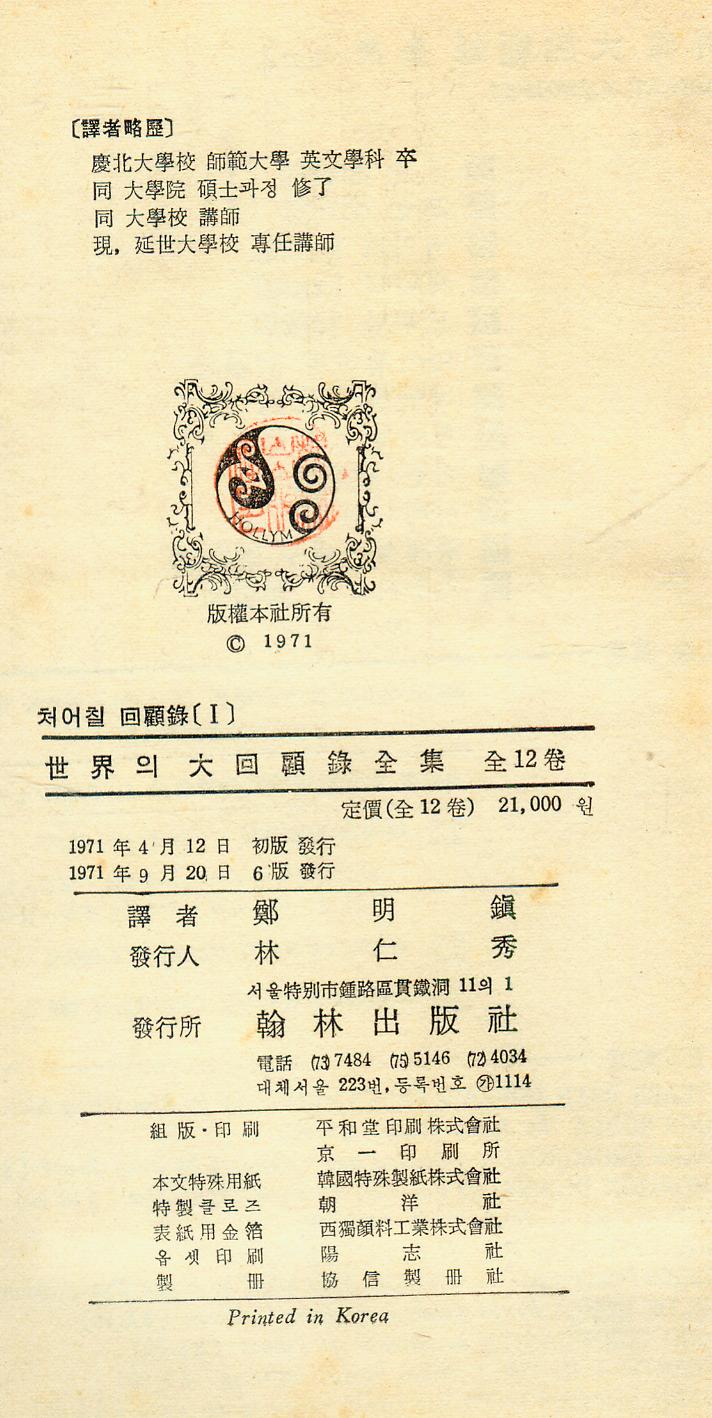 〔譯者略歷〕
慶北大學校 師範大學 英文學科 卒
同 大學院 碩士과정 修了
同 大學校 講師
現, 延世大學校 專任講師
HOLLYM
版權本社所有
© 1971
처어칠 回顧錄〔Ⅰ〕
世界의 大回顧錄全集 全12卷
定價(全12卷) 21,000 원
1971年 4月 12日 初版 發行
1971年 9月 20日 6版 發行
譯者 鄭明鎭
發行人 林仁秀
서울特別市鍾路區貫鐵洞 11의 1
發行所 翰林出版社
電話 (73)7484 (75)5146 (72)4034
대체서울 223번, 등록번호 ㉮1114
組版·印刷 平和堂印刷株式會社
京一印刷所
本文特殊用紙 韓國特殊製紙株式會社
特製클로즈 朝洋社
表紙用金箔 西獨顔料工業株式會社
옵셋印刷 陽志社
製冊 協信製冊社
Printed in Korea